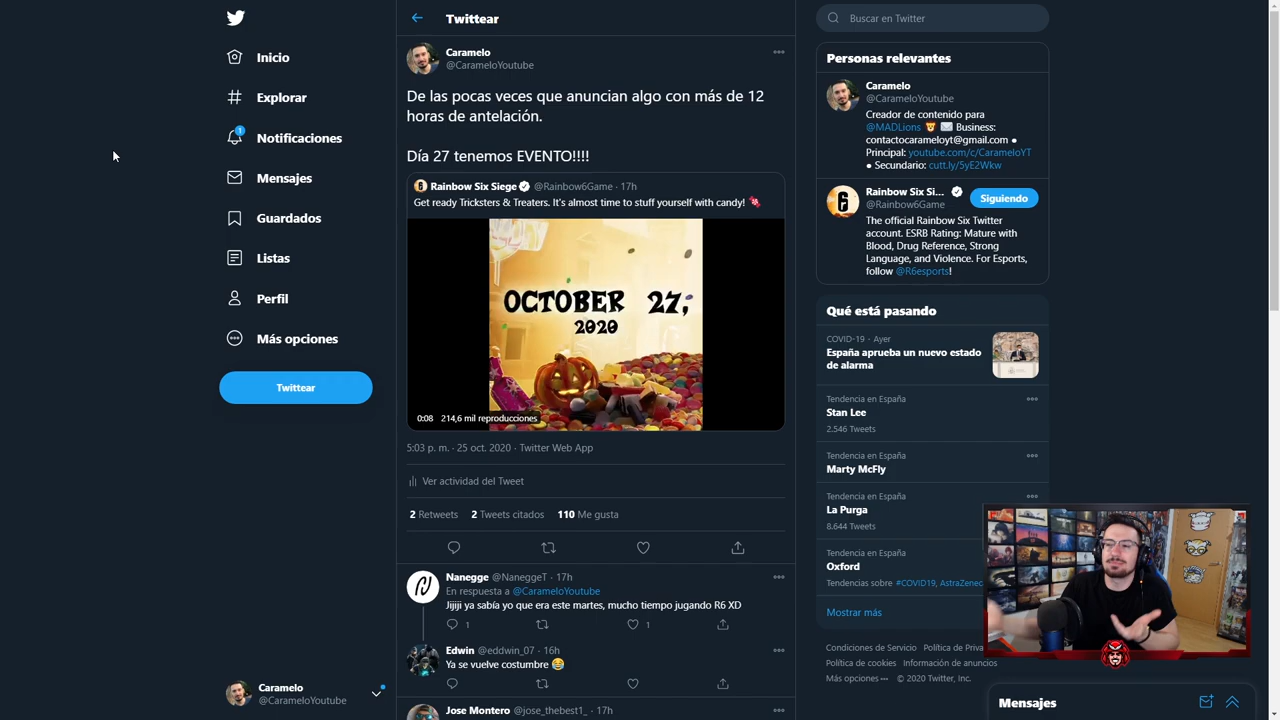 Inicio
Explorar
1
Notificaciones
Mensajes
Guardados
Listas
Perfil
Más opciones
Twittear
Caramelo
@CarameloYoutube
Twittear
Caramelo
@CarameloYoutube
De las pocas veces que anuncian algo con más de 12
horas de antelación.
Día 27 tenemos EVENTO!!!!
Rainbow Six Siege @Rainbow6Game · 17h
Get ready Tricksters & Treaters. It's almost time to stuff yourself with candy! 🍬
OCTOBER 27,
2020
0:08 214,6 mil reproducciones
5:03 p. m. · 25 oct. 2020 · Twitter Web App
Ver actividad del Tweet
2 Retweets 2 Tweets citados 110 Me gusta
Nanegge @NaneggeT · 17h
En respuesta a @CarameloYoutube
Jijiji ya sabía yo que era este martes, mucho tiempo jugando R6 XD
1 1
Edwin @eddwin_07 · 16h
Ya se vuelve costumbre 😂
Jose Montero @jose_thebest1_ · 17h
Buscar en Twitter
Personas relevantes
Caramelo
@CarameloYoutube
Creador de contenido para
@MADLions 🦁 ✉️ Business:
contactocarameloyt@gmail.com ●
Principal: youtube.com/c/CarameloYT
● Secundario: cutt.ly/5yE2Wkw
Rainbow Six Si...
@Rainbow6Game
Siguiendo
The official Rainbow Six Twitter
account. ESRB Rating: Mature with
Blood, Drug Reference, Strong
Language, and Violence. For Esports,
follow @R6esports!
Qué está pasando
COVID-19 · Ayer
España aprueba un nuevo estado
de alarma
Tendencia en España
Stan Lee
2.546 Tweets
Tendencia en España
Marty McFly
Tendencia en España
La Purga
8.644 Tweets
Tendencia en España
Oxford
Tendencias sobre #COVID19, AstraZenec
Mostrar más
Condiciones de Servicio Política de Priva
Política de cookies Información de anuncios
Más opciones ••• © 2020 Twitter, Inc.
Mensajes